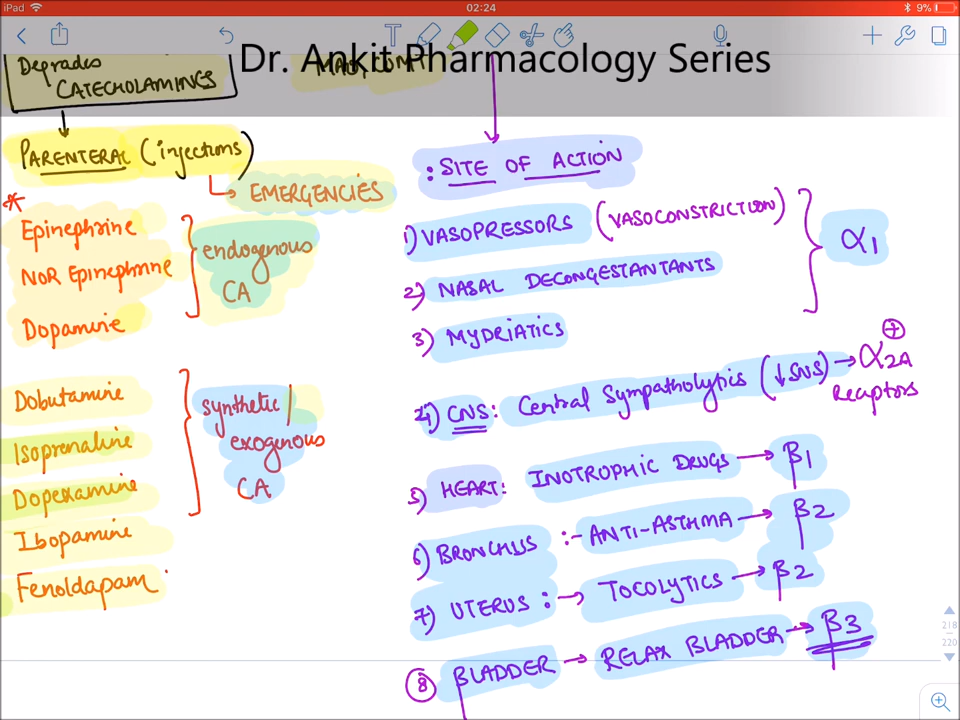 iPad
02:24
9%
Dr. Ankit Pharmacology Series
Degrades
CATECHOLAMINES
PARENTERAL (injections)
EMERGENCIES
Epinephrine
NOR Epinephrine
Dopamine
endogenous
CA
Dobutamine
Isoprenaline
Dopexamine
Ibopamine
Fenoldapam
synthetic |
exogenous
CA
: SITE OF ACTION
1) VASOPRESSORS (VASOCONSTRICTION)
2) NASAL DECONGESTANTANTS
3) MYDRIATICS
α1
4) CNS: Central Sympatholytics (↓SNS) → α2A
+
Receptors
5) HEART: INOTROPHIC DRUGS → β1
6) BRONCHUS :- ANTI-ASTHMA → β2
7) UTERUS : → TOCOLYTICS → β2
8 BLADDER → RELAX BLADDER → β3
218
220